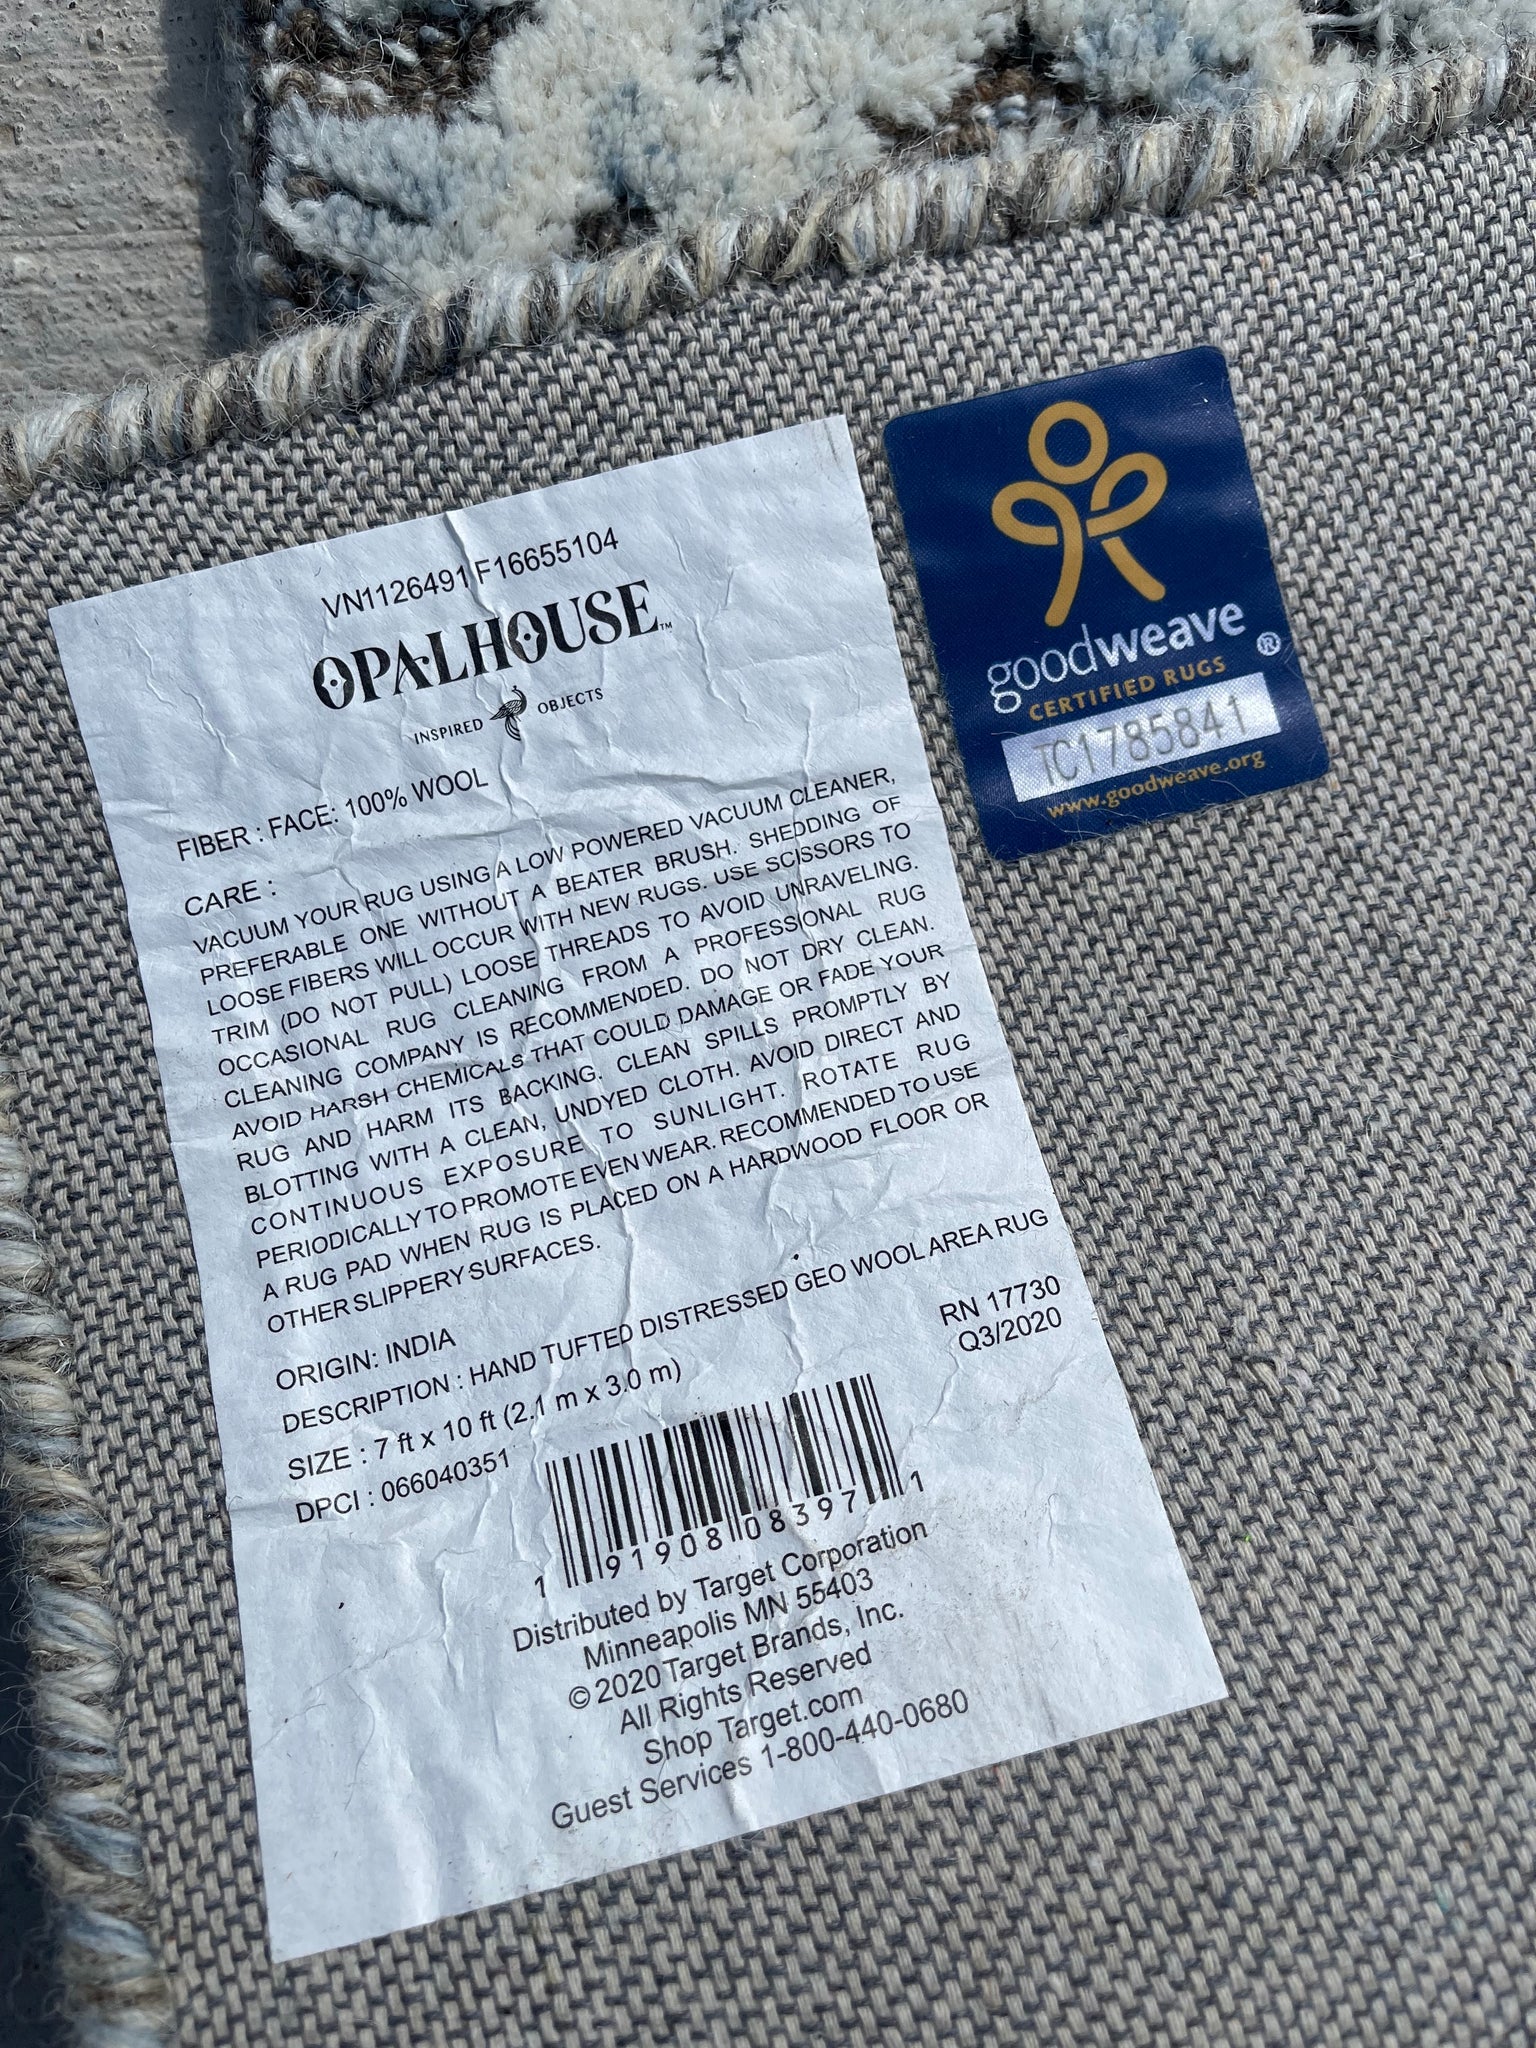 VN1126491 F16655104
OPALHOUSE™
INSPIRED OBJECTS
FIBER : FACE: 100% WOOL
CARE :
VACUUM YOUR RUG USING A LOW POWERED VACUUM CLEANER,
PREFERABLE ONE WITHOUT A BEATER BRUSH. SHEDDING OF
LOOSE FIBERS WILL OCCUR WITH NEW RUGS. USE SCISSORS TO
TRIM (DO NOT PULL) LOOSE THREADS TO AVOID UNRAVELING.
OCCASIONAL RUG CLEANING FROM A PROFESSIONAL RUG
CLEANING COMPANY IS RECOMMENDED. DO NOT DRY CLEAN.
AVOID HARSH CHEMICALS THAT COULD DAMAGE OR FADE YOUR
RUG AND HARM ITS BACKING. CLEAN SPILLS PROMPTLY BY
BLOTTING WITH A CLEAN, UNDYED CLOTH. AVOID DIRECT AND
CONTINUOUS EXPOSURE TO SUNLIGHT. ROTATE RUG
PERIODICALLY TO PROMOTE EVEN WEAR. RECOMMENDED TO USE
A RUG PAD WHEN RUG IS PLACED ON A HARDWOOD FLOOR OR
OTHER SLIPPERY SURFACES.
ORIGIN: INDIA
DESCRIPTION : HAND TUFTED DISTRESSED GEO WOOL AREA RUG
SIZE : 7 ft x 10 ft (2.1 m x 3.0 m)
RN 17730
Q3/2020
DPCI : 066040351
1 91908 08397 1
Distributed by Target Corporation
Minneapolis MN 55403
© 2020 Target Brands, Inc.
All Rights Reserved
Shop Target.com
Guest Services 1-800-440-0680
goodweave®
CERTIFIED RUGS
TC1785841
www.goodweave.org